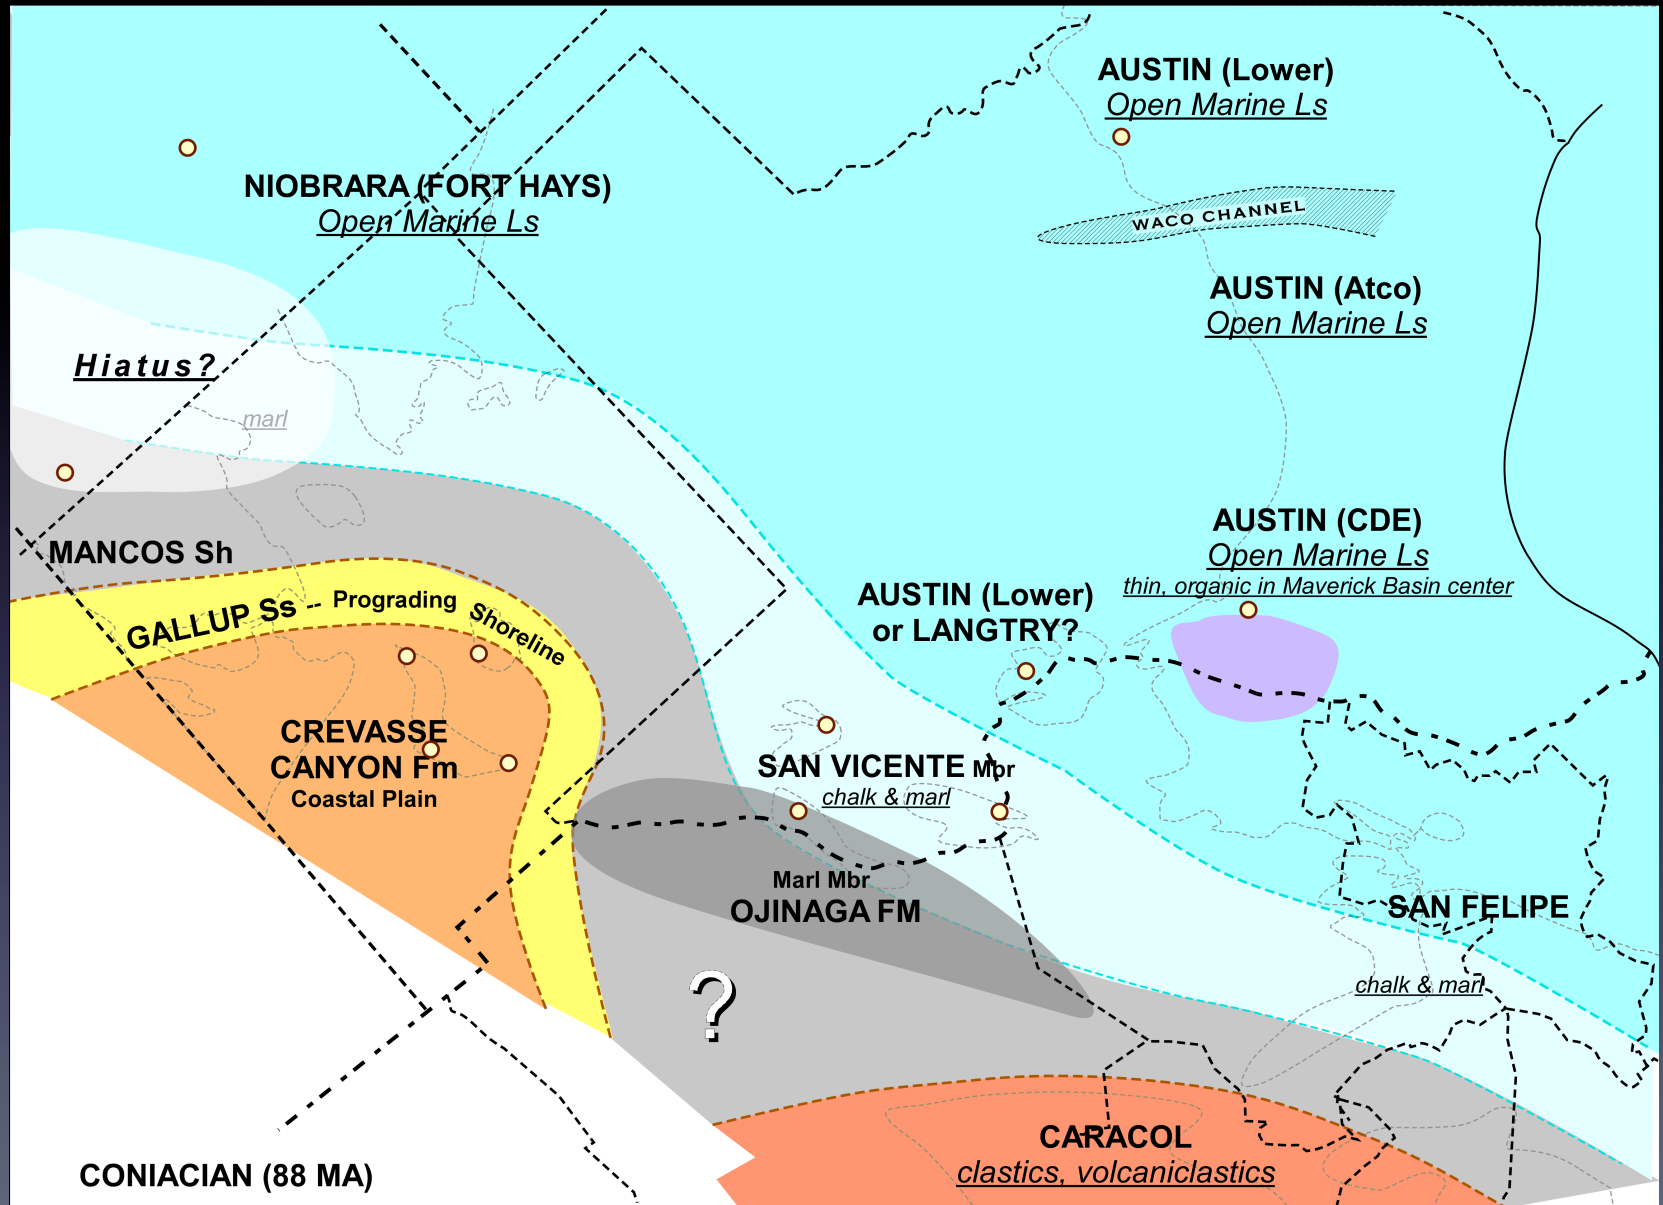 AUSTIN (Lower)
Open Marine Ls
NIOBRARA (FORT HAYS)
Open Marine Ls
WACO CHANNEL
AUSTIN (Atco)
Open Marine Ls
Hiatus?
marl
AUSTIN (CDE)
Open Marine Ls
thin, organic in Maverick Basin center
MANCOS Sh
AUSTIN (Lower)
or LANGTRY?
GALLUP Ss -- Prograding Shoreline
CREVASSE
CANYON Fm
Coastal Plain
SAN VICENTE Mbr
chalk & marl
Marl Mbr
OJINAGA FM
SAN FELIPE
chalk & marl
?
CARACOL
clastics, volcaniclastics
CONIACIAN (88 MA)